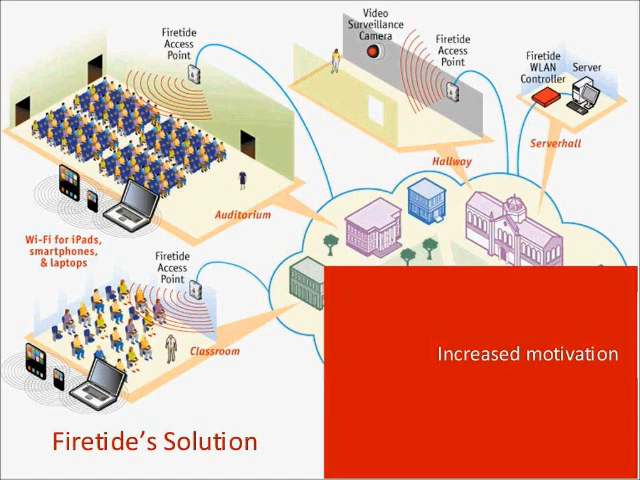 Firetide
Access
Point
Video
Surveillance
Camera
Firetide
Access
Point
Firetide
WLAN
Controller
Server
Serverhall
Hallway
Auditorium
Wi-Fi for iPads,
smartphones,
& laptops
Firetide
Access
Point
Classroom
Increased motivation
Firetide’s Solution